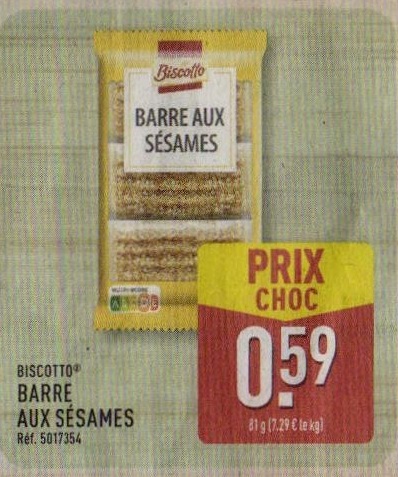 Biscotto
BARRE AUX
SÉSAMES
PRIX
CHOC
0.59
81 g (7.29 € le kg)
BISCOTTO®
BARRE
AUX SÉSAMES
Réf. 5017354